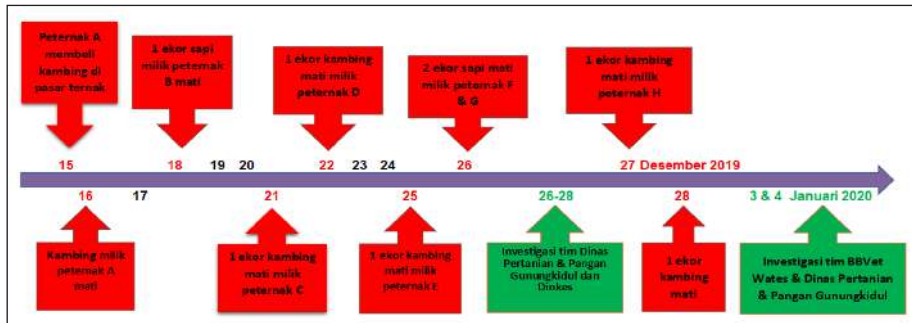 Peternak A
membeli
kambing di
pasar ternak
1 ekor sapi
milik peternak
B mati
1 ekor kambing
mati milik
peternak D
2 ekor sapi mati
milik peternak F
& G
1 ekor kambing
mati milik
peternak H
15
18
19
20
22
23
24
26
27 Desember 2019
16
17
21
25
26-28
28
3 & 4 Januari 2020
Kambing milik
peternak A
mati
1 ekor kambing
mati milik
peternak C
1 ekor kambing
mati milik
peternak E
Investigasi tim Dinas
Pertanian & Pangan
Gunungkidul dan
Dinkes
1 ekor
kambing
mati
Investigasi tim BBVet
Wates & Dinas Pertanian
& Pangan Gunungkidul